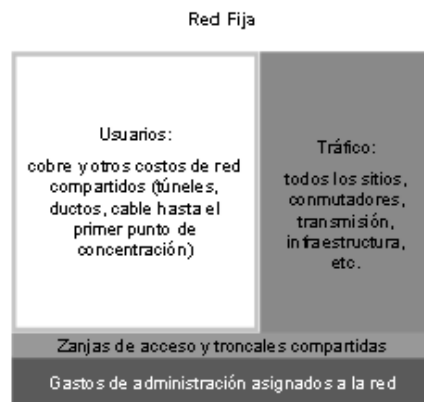 Red Fija
Usuarios:
cobre y otros costos de red
compartidos (túneles,
ductos, cable hasta el
primer punto de
concentración)
Tráfico:
todos los sitios,
conmutadores,
transmisión,
infraestructura,
etc.
Zanjas de acceso y troncales compartidas
Gastos de administración asignados a la red